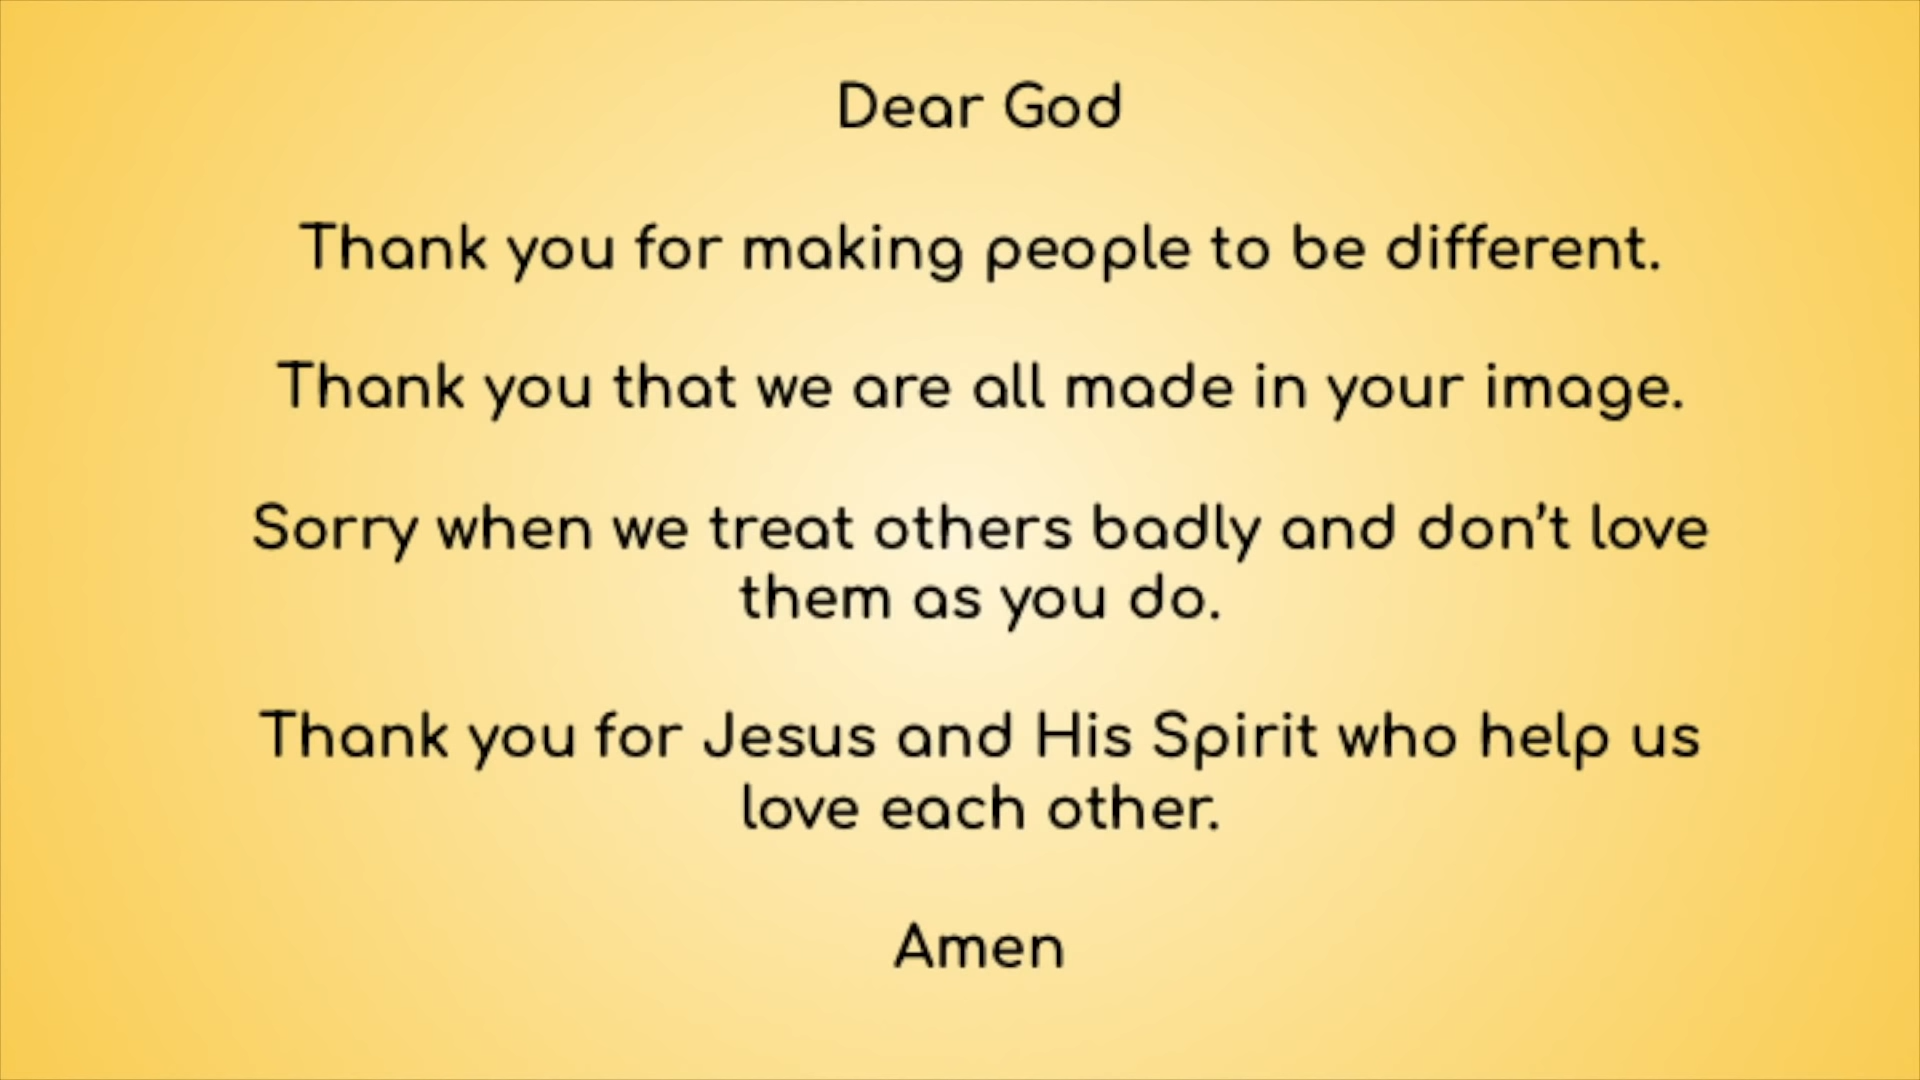 Dear God
Thank you for making people to be different.
Thank you that we are all made in your image.
Sorry when we treat others badly and don’t love
them as you do.
Thank you for Jesus and His Spirit who help us
love each other.
Amen